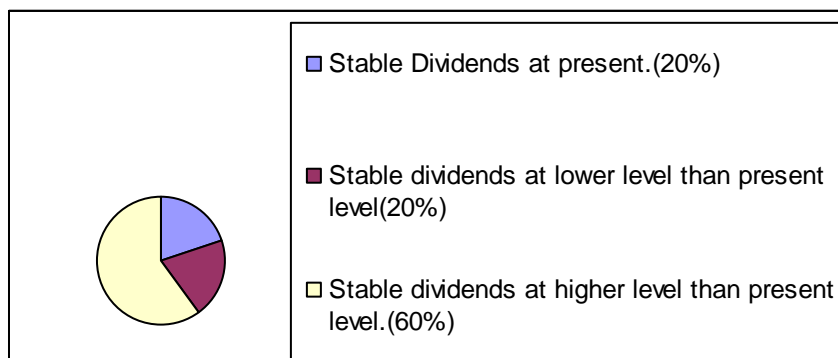 Stable Dividends at present.(20%)
Stable dividends at lower level than present
level(20%)
Stable dividends at higher level than present
level.(60%)